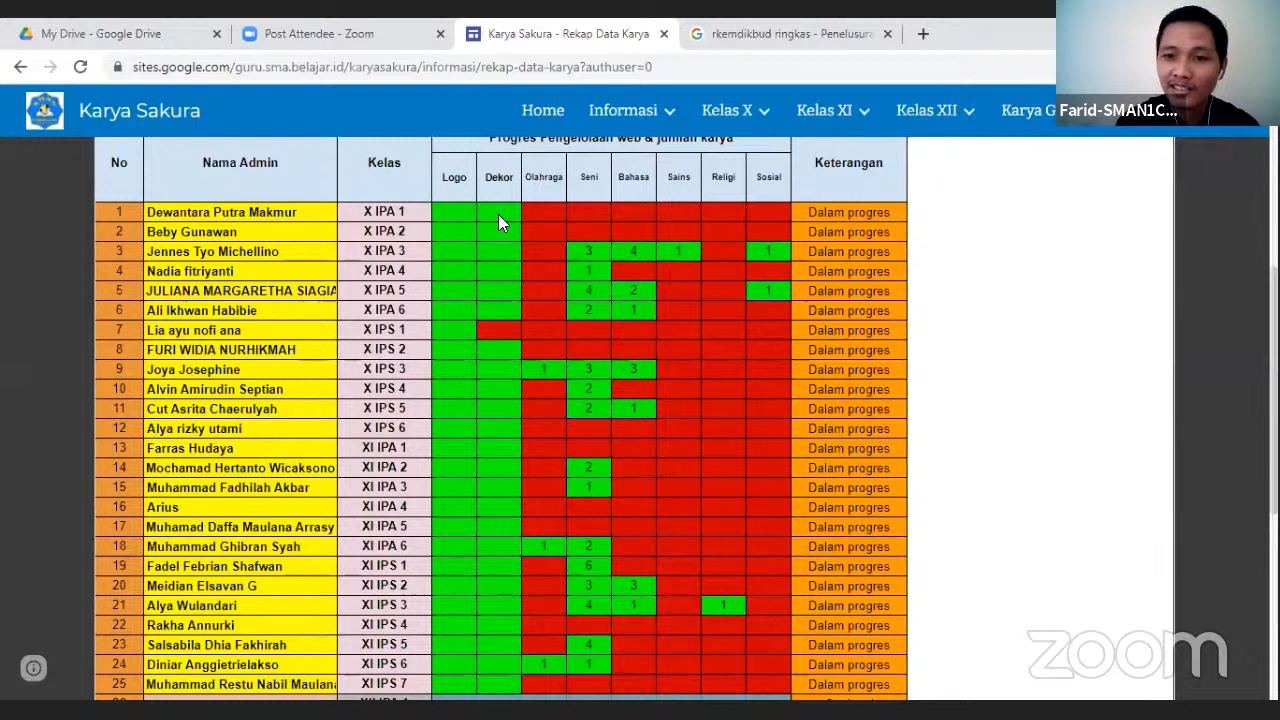 My Drive - Google Drive
Post Attendee - Zoom
Karya Sakura - Rekap Data Karya
rkemdikbud ringkas - Penelusura
sites.google.com/guru.sma.belajar.id/karyasakura/informasi/rekap-data-karya?authuser=0
Farid-SMAN1C...
Karya Sakura
Home Informasi Kelas X Kelas XI Kelas XII Karya G
Progres Pengelolaan web & jumlah karya
No Nama Admin Kelas Logo Dekor Olahraga Seni Bahasa Sains Religi Sosial Keterangan
1 Dewantara Putra Makmur X IPA 1 Dalam progres
2 Beby Gunawan X IPA 2 Dalam progres
3 Jennes Tyo Michellino X IPA 3 3 4 1 1 Dalam progres
4 Nadia fitriyanti X IPA 4 1 Dalam progres
5 JULIANA MARGARETHA SIAGIA X IPA 5 4 2 1 Dalam progres
6 Ali Ikhwan Habibie X IPA 6 2 1 Dalam progres
7 Lia ayu nofi ana X IPS 1 Dalam progres
8 FURI WIDIA NURHIKMAH X IPS 2 Dalam progres
9 Joya Josephine X IPS 3 1 3 3 Dalam progres
10 Alvin Amirudin Septian X IPS 4 2 Dalam progres
11 Cut Asrita Chaerulyah X IPS 5 2 1 Dalam progres
12 Alya rizky utami X IPS 6 Dalam progres
13 Farras Hudaya XI IPA 1 Dalam progres
14 Mochamad Hertanto Wicaksono XI IPA 2 2 Dalam progres
15 Muhammad Fadhilah Akbar XI IPA 3 1 Dalam progres
16 Arius XI IPA 4 Dalam progres
17 Muhamad Daffa Maulana Arrasy XI IPA 5 Dalam progres
18 Muhammad Ghibran Syah XI IPA 6 1 2 Dalam progres
19 Fadel Febrian Shafwan XI IPS 1 6 Dalam progres
20 Meidian Elsavan G XI IPS 2 3 3 Dalam progres
21 Alya Wulandari XI IPS 3 4 1 1 Dalam progres
22 Rakha Annurki XI IPS 4 Dalam progres
23 Salsabila Dhia Fakhirah XI IPS 5 4 Dalam progres
24 Diniar Anggietrielakso XI IPS 6 1 1 Dalam progres
25 Muhammad Restu Nabil Maulana XI IPS 7 Dalam progres
zoom